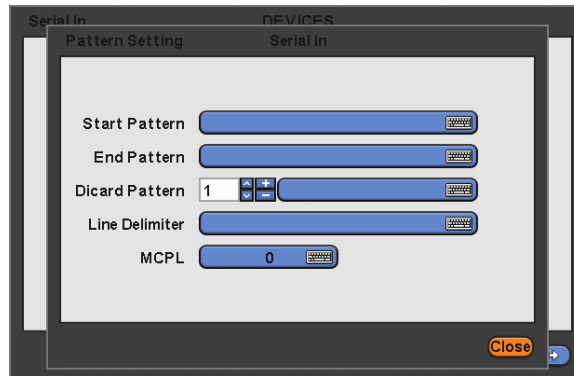 Serial In DEVICES
Pattern Setting Serial In
Start Pattern
End Pattern
Dicard Pattern 1
Line Delimiter
MCPL 0
Close